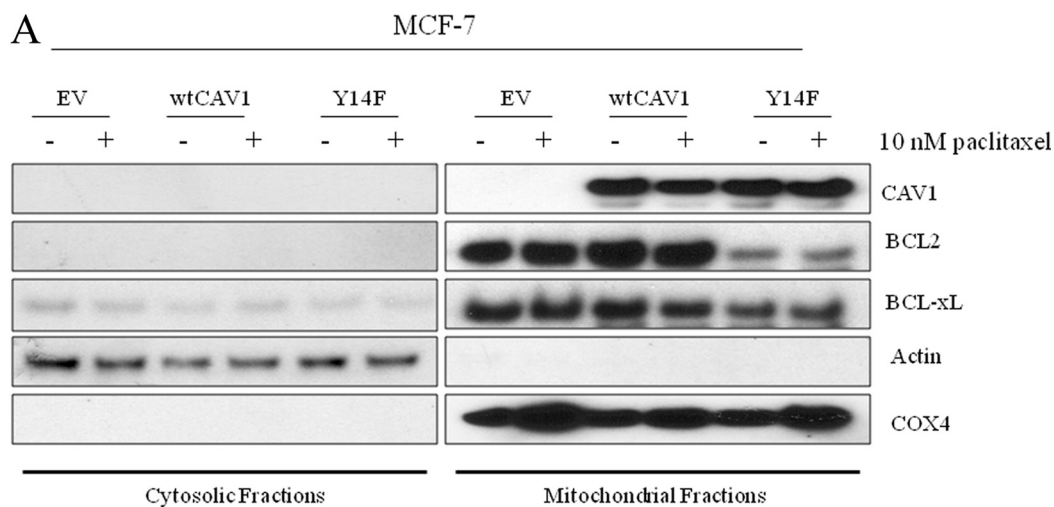 A
MCF-7
EV wtCAV1 Y14F EV wtCAV1 Y14F
- + - + - + - + - + - + 10 nM paclitaxel
CAV1
BCL2
BCL-xL
Actin
COX4
Cytosolic Fractions Mitochondrial Fractions